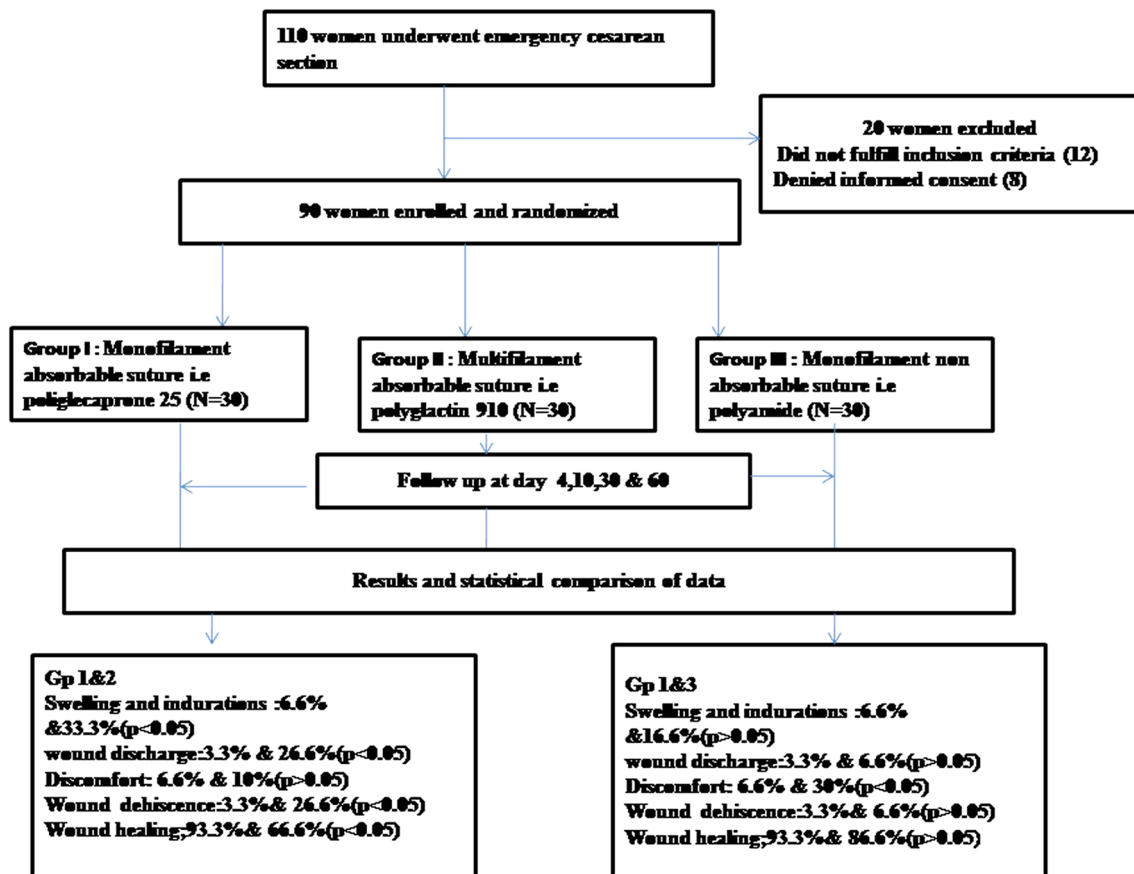 110 women underwent emergency cesarean
section
20 women excluded
Did not fulfill inclusion criteria (12)
Denied informed consent (8)
90 women enrolled and randomized
Group I : Monofilament
absorbable suture i.e
poliglecaprone 25 (N=30)
Group II : Multifilament
absorbable suture i.e
polyglactin 910 (N=30)
Group III : Monofilament non
absorbable suture i.e
polyamide (N=30)
Follow up at day 4,10,30 & 60
Results and statistical comparison of data
Gp 1&2
Swelling and indurations :6.6%
&33.3%(p<0.05)
wound discharge:3.3% & 26.6%(p<0.05)
Discomfort: 6.6% & 10%(p>0.05)
Wound dehiscence:3.3%& 26.6%(p<0.05)
Wound healing;93.3%& 66.6%(p<0.05)
Gp 1&3
Swelling and indurations :6.6%
&16.6%(p>0.05)
wound discharge:3.3% & 6.6%(p>0.05)
Discomfort: 6.6% & 30%(p<0.05)
Wound dehiscence:3.3%& 6.6%(p>0.05)
Wound healing;93.3%& 86.6%(p>0.05)